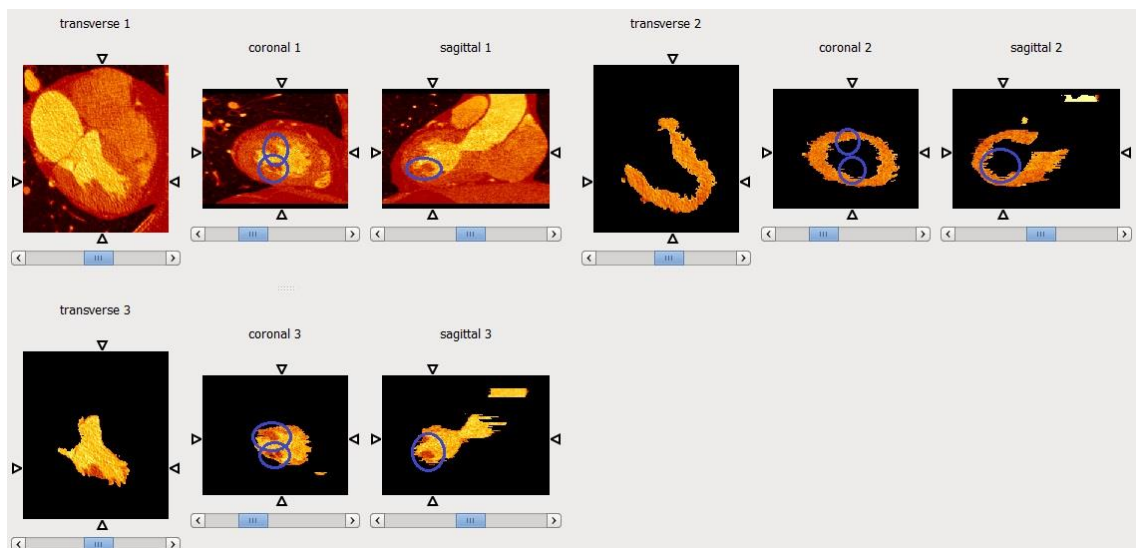 transverse 1
coronal 1
sagittal 1
transverse 2
coronal 2
sagittal 2
transverse 3
coronal 3
sagittal 3